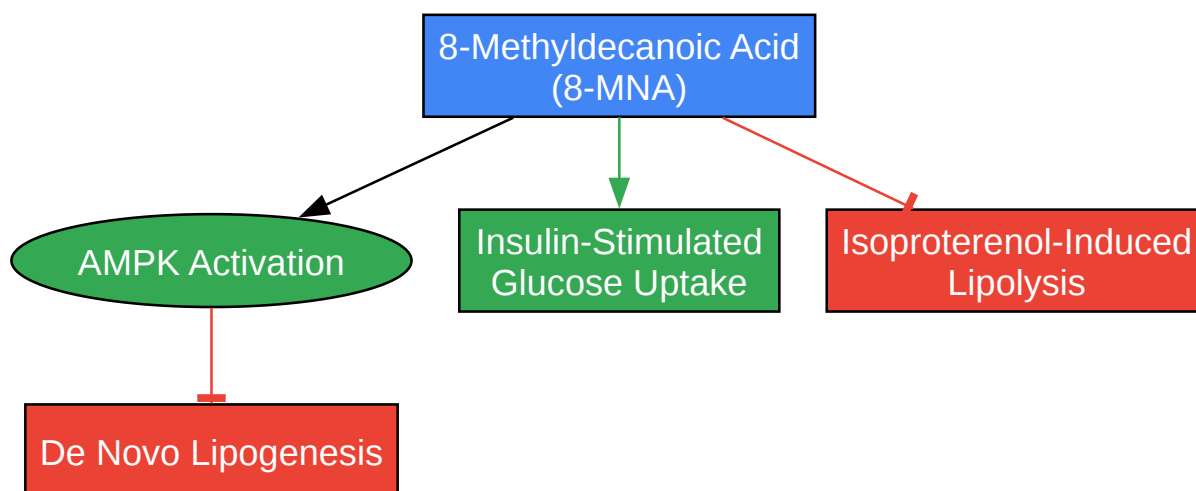 8-Methyldecanoic Acid
(8-MNA)
AMPK Activation
Insulin-Stimulated
Glucose Uptake
Isoproterenol-Induced
Lipolysis
De Novo Lipogenesis